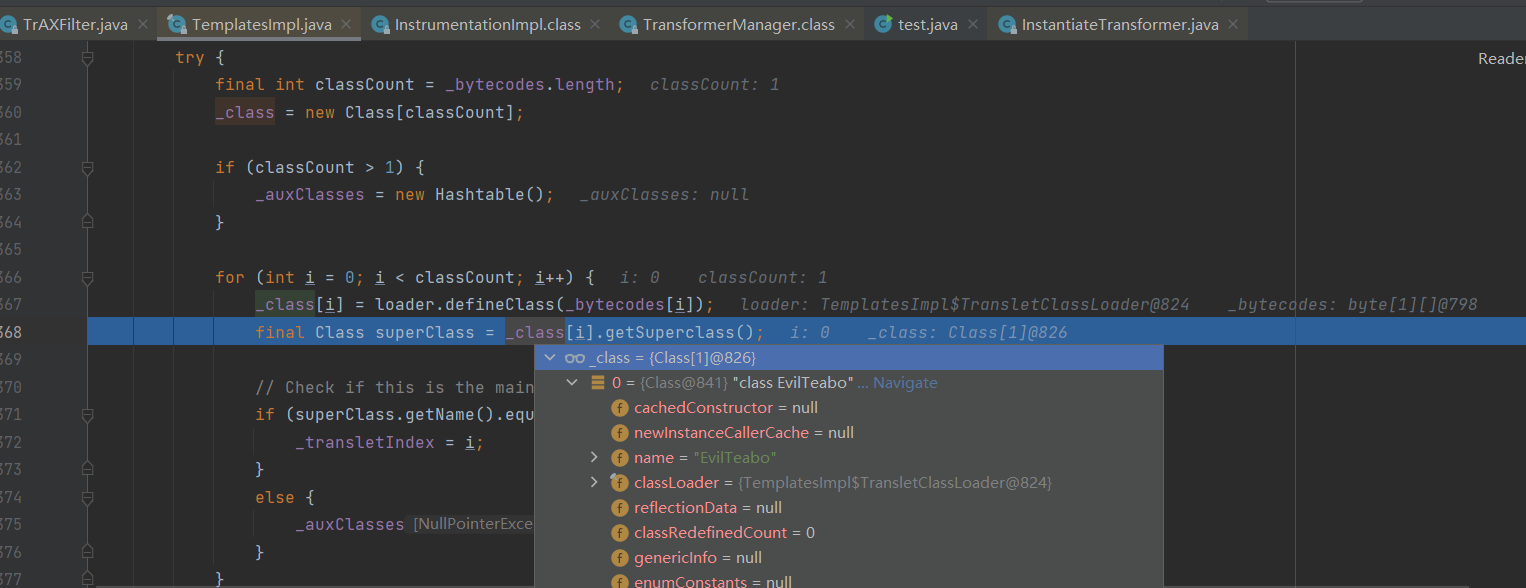 TrAXFilter.java TemplatesImpl.java InstrumentationImpl.class TransformerManager.class test.java InstantiateTransformer.java
358 try { Reader
359 final int classCount = _bytecodes.length; classCount: 1
360 _class = new Class[classCount];
361
362 if (classCount > 1) {
363 _auxClasses = new Hashtable(); _auxClasses: null
364 }
365
366 for (int i = 0; i < classCount; i++) { i: 0 classCount: 1
367 _class[i] = loader.defineClass(_bytecodes[i]); loader: TemplatesImpl$TransletClassLoader@824 _bytecodes: byte[1][]@798
368 final Class superClass = _class[i].getSuperclass(); i: 0 _class: Class[1]@826
369 _class = {Class[1]@826}
0 = {Class@841} "class EvilTeabo" ... Navigate
370 // Check if this is the main
cachedConstructor = null
371 if (superClass.getName().equ
newInstanceCallerCache = null
372 _transletIndex = i;
name = "EvilTeabo"
373 }
classLoader = {TemplatesImpl$TransletClassLoader@824}
374 else {
reflectionData = null
375 _auxClasses [NullPointerExce
classRedefinedCount = 0
376 }
genericInfo = null
377 }
enumConstants = null